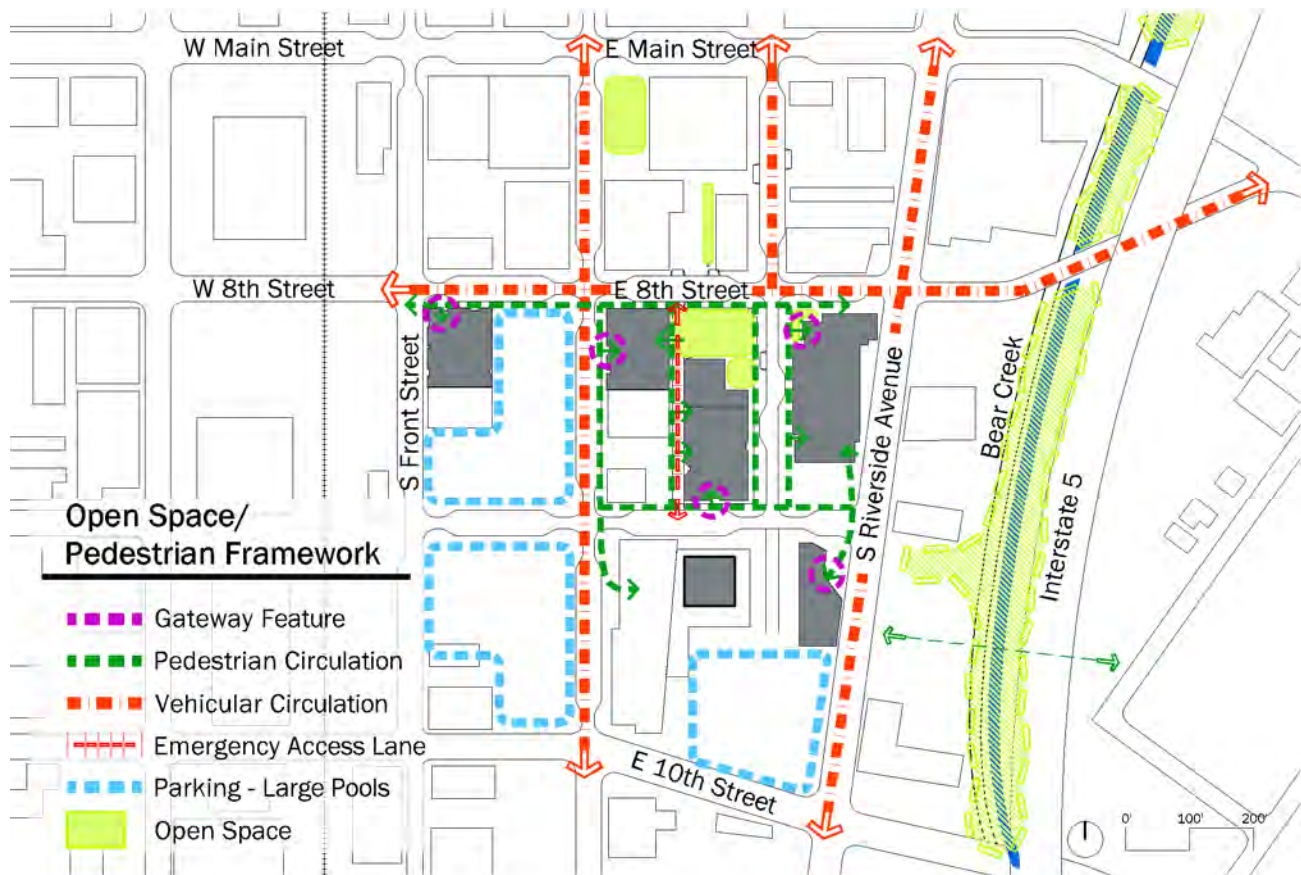 W Main Street
E Main Street
W 8th Street
E 8th Street
S Front Street
S Riverside Avenue
Bear Creek
Interstate 5
Open Space/
Pedestrian Framework
Gateway Feature
Pedestrian Circulation
Vehicular Circulation
Emergency Access Lane
Parking - Large Pools
Open Space
E 10th Street
0' 100' 200'